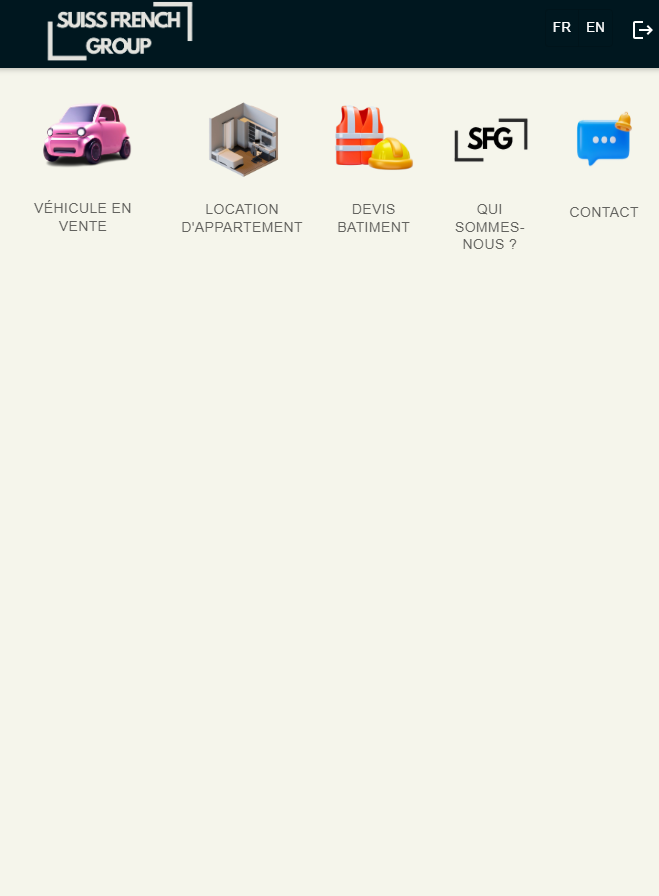 SUISS FRENCH
GROUP
FR EN
SFG
VÉHICULE EN
VENTE
LOCATION
D'APPARTEMENT
DEVIS
BATIMENT
QUI
SOMMES-
NOUS ?
CONTACT